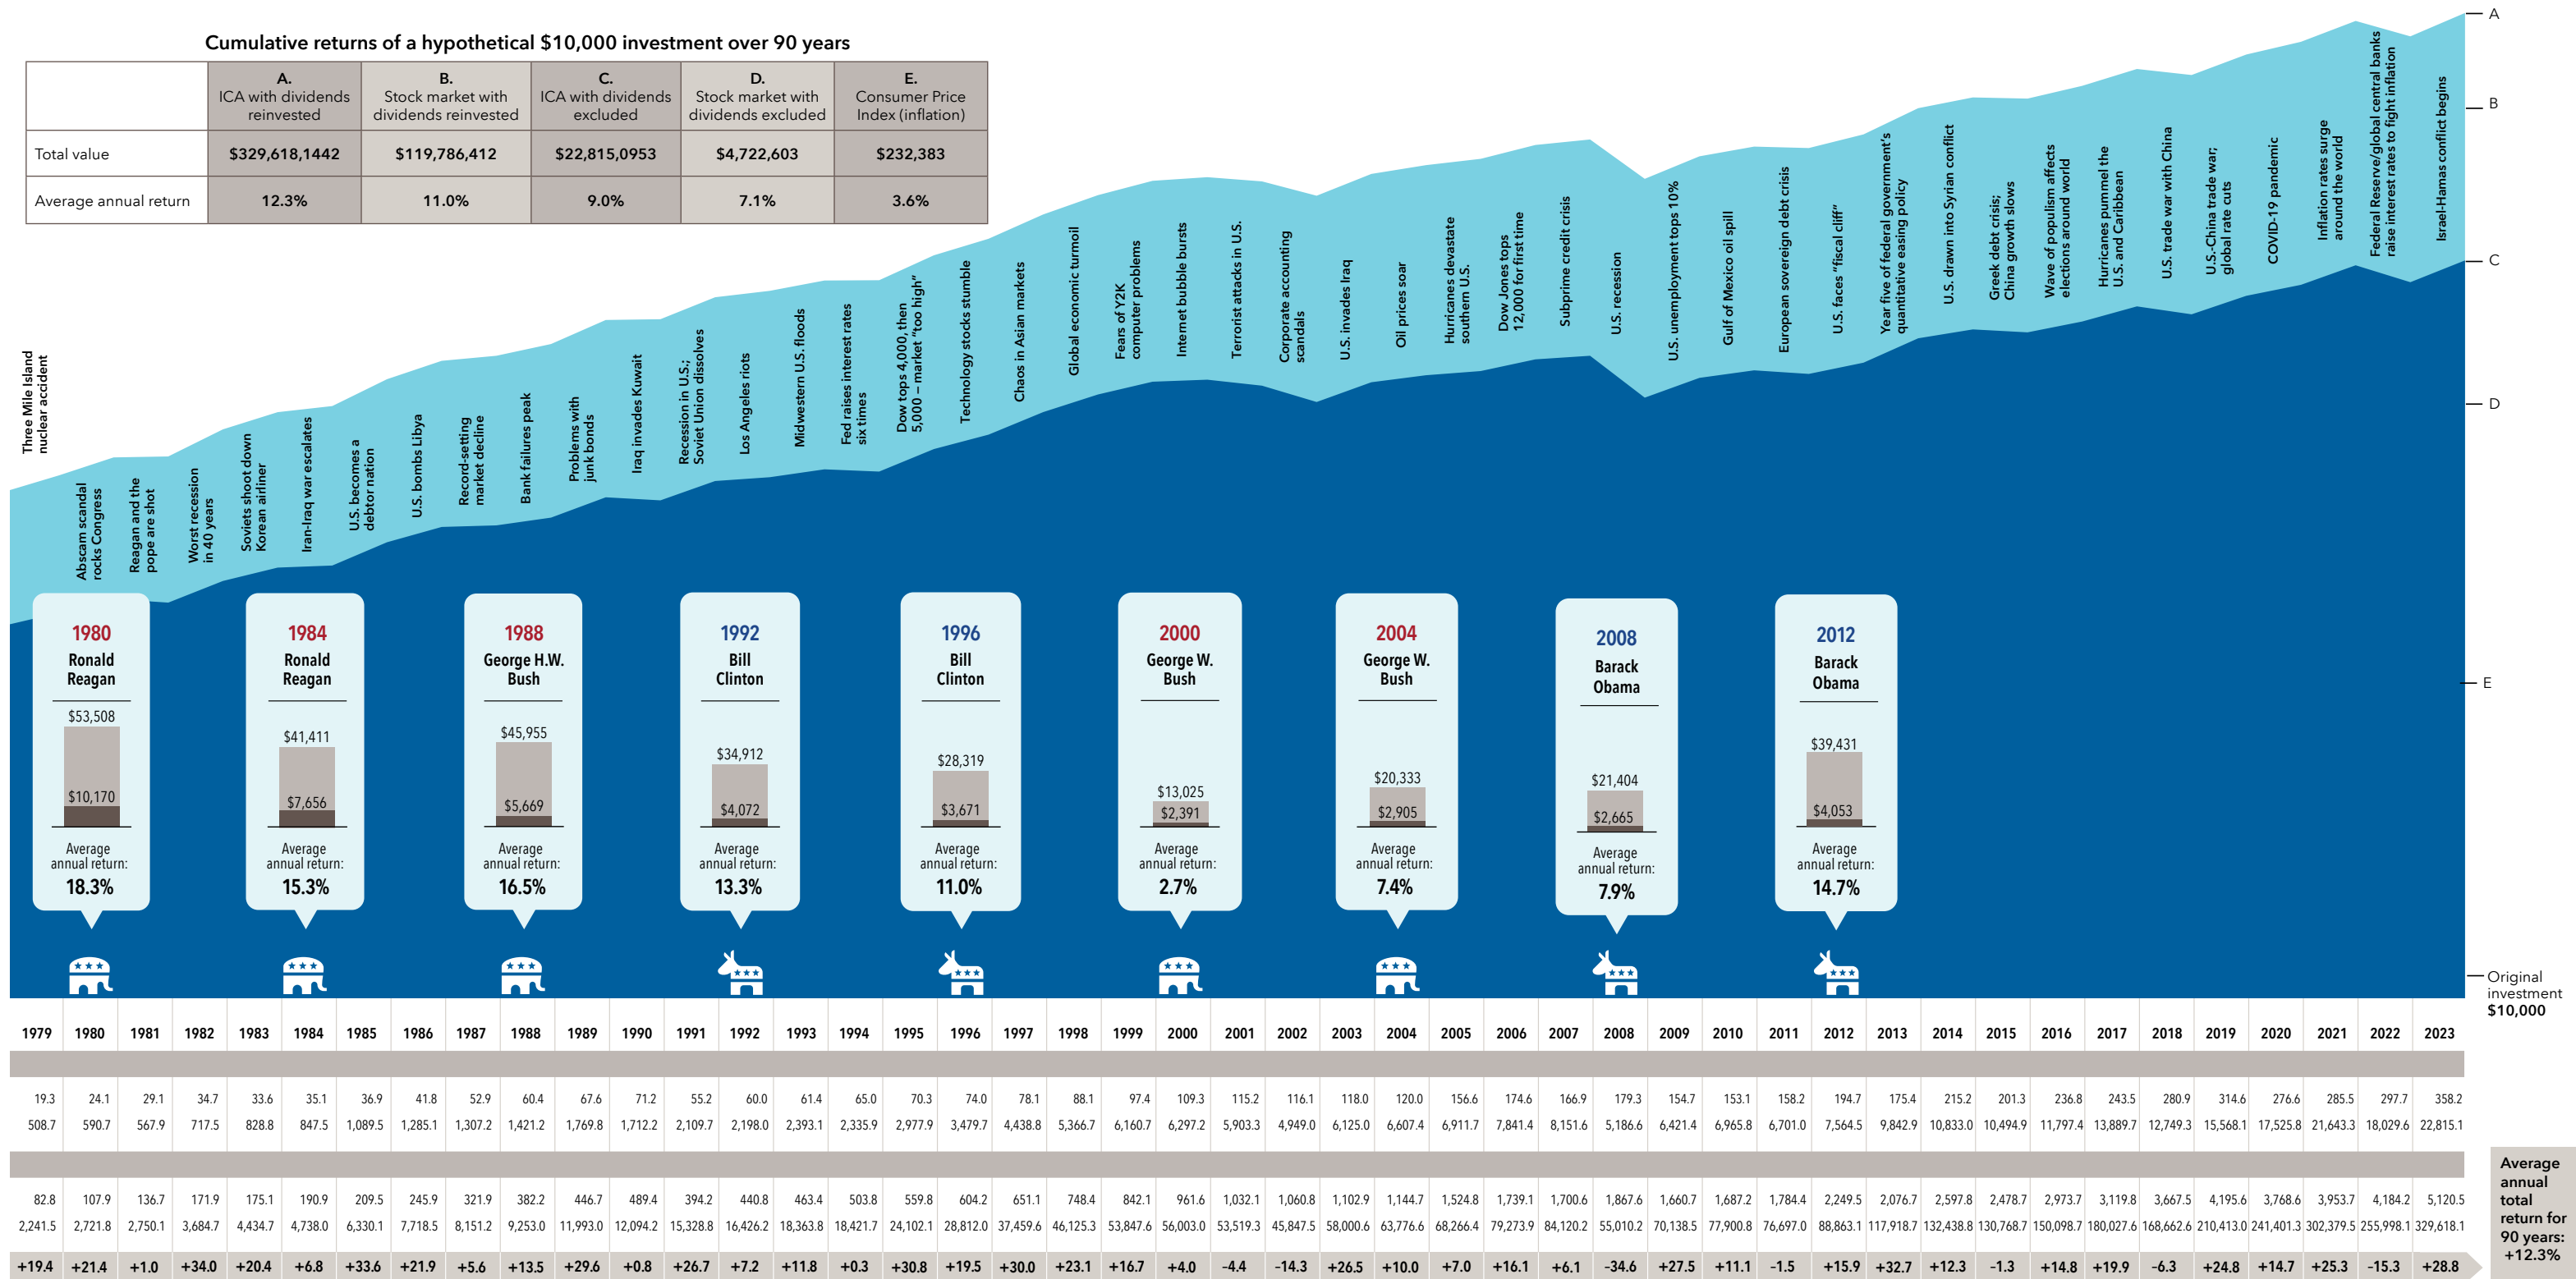 Cumulative returns of a hypothetical $10,000 investment over 90 years
A.
ICA with dividends
reinvested
B.
Stock market with
dividends reinvested
C.
ICA with dividends
excluded
D.
Stock market with
dividends excluded
E.
Consumer Price
Index (inflation)
Total value $329,618,1442 $119,786,412 $22,815,0953 $4,722,603 $232,383
Average annual return 12.3% 11.0% 9.0% 7.1% 3.6%
A
B
C
D
E
Original
investment
$10,000
Three Mile Island
nuclear accident
Abscam scandal
rocks Congress
Reagan and the
pope are shot
Worst recession
in 40 years
Soviets shoot down
Korean airliner
Iran-Iraq war escalates
U.S. becomes a
debtor nation
U.S. bombs Libya
Record-setting
market decline
Bank failures peak
Problems with
junk bonds
Iraq invades Kuwait
Recession in U.S.;
Soviet Union dissolves
Los Angeles riots
Midwestern U.S. floods
Fed raises interest rates
six times
Dow tops 4,000, then
5,000 – market “too high”
Technology stocks stumble
Chaos in Asian markets
Global economic turmoil
Fears of Y2K
computer problems
Internet bubble bursts
Terrorist attacks in U.S.
Corporate accounting
scandals
U.S. invades Iraq
Oil prices soar
Hurricanes devastate
southern U.S.
Dow Jones tops
12,000 for first time
Subprime credit crisis
U.S. recession
U.S. unemployment tops 10%
Gulf of Mexico oil spill
European sovereign debt crisis
U.S. faces “fiscal cliff”
Year five of federal government’s
quantitative easing policy
U.S. drawn into Syrian conflict
Greek debt crisis;
China growth slows
Wave of populism affects
elections around world
Hurricanes pummel the
U.S. and Caribbean
U.S. trade war with China
U.S.-China trade war;
global rate cuts
COVID-19 pandemic
Inflation rates surge
around the world
Federal Reserve/global central banks
raise interest rates to fight inflation
Israel-Hamas conflict begins
1980
Ronald
Reagan
$53,508
$10,170
Average
annual return:
18.3%
1984
Ronald
Reagan
$41,411
$7,656
Average
annual return:
15.3%
1988
George H.W.
Bush
$45,955
$5,669
Average
annual return:
16.5%
1992
Bill
Clinton
$34,912
$4,072
Average
annual return:
13.3%
1996
Bill
Clinton
$28,319
$3,671
Average
annual return:
11.0%
2000
George W.
Bush
$13,025
$2,391
Average
annual return:
2.7%
2004
George W.
Bush
$20,333
$2,905
Average
annual return:
7.4%
2008
Barack
Obama
$21,404
$2,665
Average
annual return:
7.9%
2012
Barack
Obama
$39,431
$4,053
Average
annual return:
14.7%
1979 1980 1981 1982 1983 1984 1985 1986 1987 1988 1989 1990 1991 1992 1993 1994 1995 1996 1997 1998 1999 2000 2001 2002 2003 2004 2005 2006 2007 2008 2009 2010 2011 2012 2013 2014 2015 2016 2017 2018 2019 2020 2021 2022 2023
19.3 24.1 29.1 34.7 33.6 35.1 36.9 41.8 52.9 60.4 67.6 71.2 55.2 60.0 61.4 65.0 70.3 74.0 78.1 88.1 97.4 109.3 115.2 116.1 118.0 120.0 156.6 174.6 166.9 179.3 154.7 153.1 158.2 194.7 175.4 215.2 201.3 236.8 243.5 280.9 314.6 276.6 285.5 297.7 358.2
508.7 590.7 567.9 717.5 828.8 847.5 1,089.5 1,285.1 1,307.2 1,421.2 1,769.8 1,712.2 2,109.7 2,198.0 2,393.1 2,335.9 2,977.9 3,479.7 4,438.8 5,366.7 6,160.7 6,297.2 5,903.3 4,949.0 6,125.0 6,607.4 6,911.7 7,841.4 8,151.6 5,186.6 6,421.4 6,965.8 6,701.0 7,564.5 9,842.9 10,833.0 10,494.9 11,797.4 13,889.7 12,749.3 15,568.1 17,525.8 21,643.3 18,029.6 22,815.1
82.8 107.9 136.7 171.9 175.1 190.9 209.5 245.9 321.9 382.2 446.7 489.4 394.2 440.8 463.4 503.8 559.8 604.2 651.1 748.4 842.1 961.6 1,032.1 1,060.8 1,102.9 1,144.7 1,524.8 1,739.1 1,700.6 1,867.6 1,660.7 1,687.2 1,784.4 2,249.5 2,076.7 2,597.8 2,478.7 2,973.7 3,119.8 3,667.5 4,195.6 3,768.6 3,953.7 4,184.2 5,120.5
2,241.5 2,721.8 2,750.1 3,684.7 4,434.7 4,738.0 6,330.1 7,718.5 8,151.2 9,253.0 11,993.0 12,094.2 15,328.8 16,426.2 18,363.8 18,421.7 24,102.1 28,812.0 37,459.6 46,125.3 53,847.6 56,003.0 53,519.3 45,847.5 58,000.6 63,776.6 68,266.4 79,273.9 84,120.2 55,010.2 70,138.5 77,900.8 76,697.0 88,863.1 117,918.7 132,438.8 130,768.7 150,098.7 180,027.6 168,662.6 210,413.0 241,401.3 302,379.5 255,998.1 329,618.1
+19.4 +21.4 +1.0 +34.0 +20.4 +6.8 +33.6 +21.9 +5.6 +13.5 +29.6 +0.8 +26.7 +7.2 +11.8 +0.3 +30.8 +19.5 +30.0 +23.1 +16.7 +4.0 –4.4 –14.3 +26.5 +10.0 +7.0 +16.1 +6.1 –34.6 +27.5 +11.1 –1.5 +15.9 +32.7 +12.3 –1.3 +14.8 +19.9 –6.3 +24.8 +14.7 +25.3 –15.3 +28.8
Average
annual
total
return for
90 years:
+12.3%